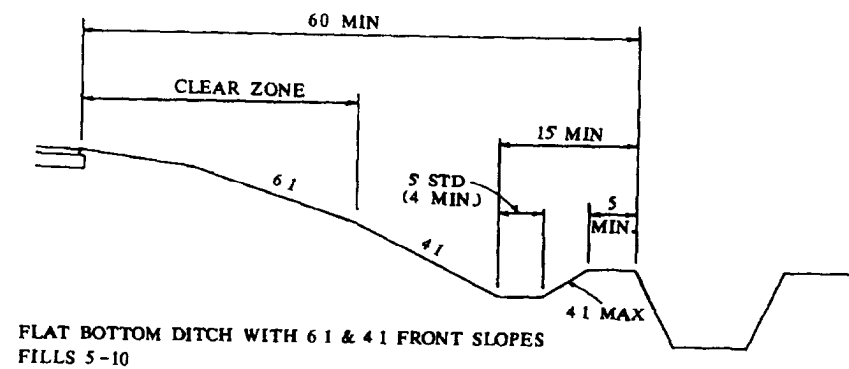 60 MIN
CLEAR ZONE
15' MIN
5' STD
(4 MIN.)
5
MIN.
6 1
4 1
4 1 MAX
FLAT BOTTOM DITCH WITH 6 1 & 4 1 FRONT SLOPES
FILLS 5-10